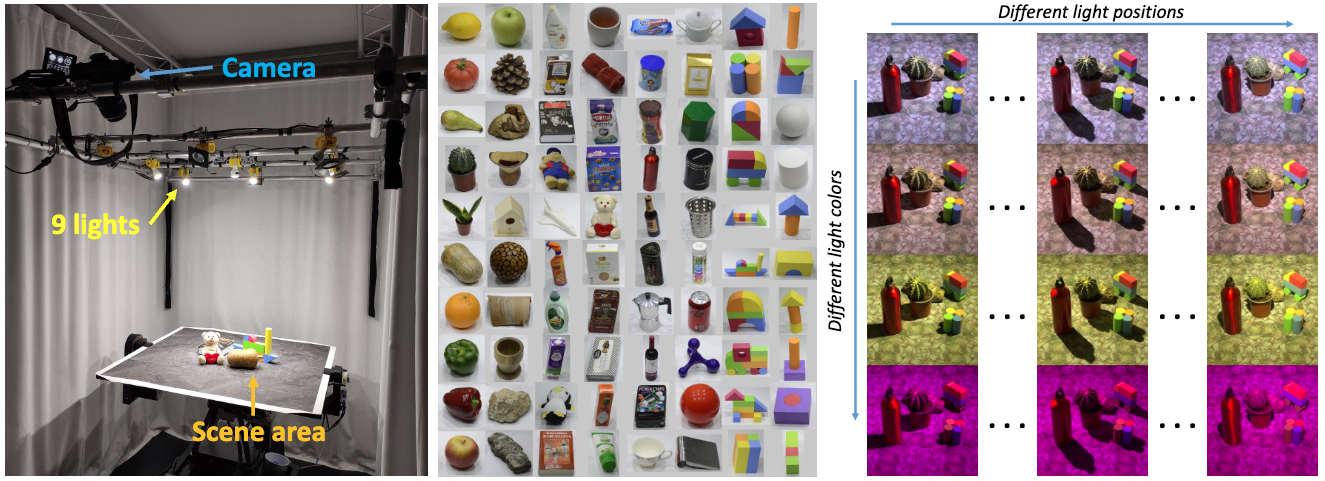 Camera
9 lights
Scene area
Different light positions
Different light colors